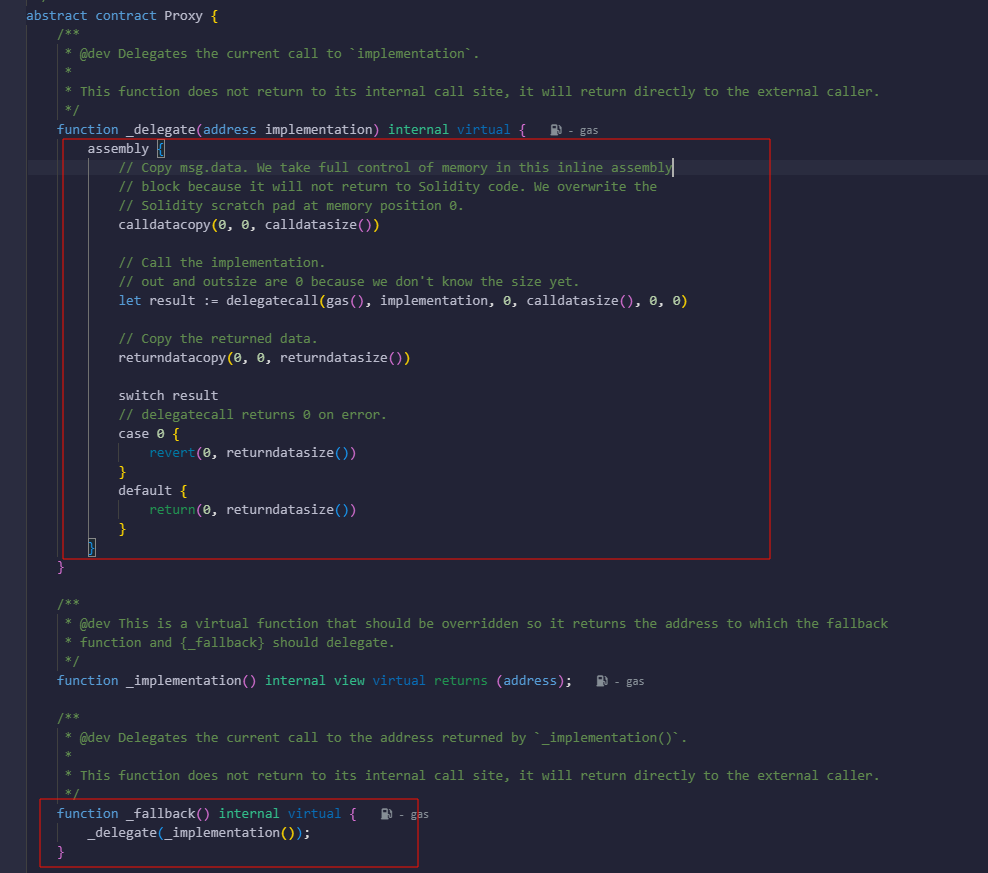 abstract contract Proxy {
/**
* @dev Delegates the current call to `implementation`.
*
* This function does not return to its internal call site, it will return directly to the external caller.
*/
function _delegate(address implementation) internal virtual { - gas
assembly {
// Copy msg.data. We take full control of memory in this inline assembly
// block because it will not return to Solidity code. We overwrite the
// Solidity scratch pad at memory position 0.
calldatacopy(0, 0, calldatasize())
// Call the implementation.
// out and outsize are 0 because we don't know the size yet.
let result := delegatecall(gas(), implementation, 0, calldatasize(), 0, 0)
// Copy the returned data.
returndatacopy(0, 0, returndatasize())
switch result
// delegatecall returns 0 on error.
case 0 {
revert(0, returndatasize())
}
default {
return(0, returndatasize())
}
}
}
/**
* @dev This is a virtual function that should be overridden so it returns the address to which the fallback
* function and {_fallback} should delegate.
*/
function _implementation() internal view virtual returns (address); - gas
/**
* @dev Delegates the current call to the address returned by `_implementation()`.
*
* This function does not return to its internal call site, it will return directly to the external caller.
*/
function _fallback() internal virtual { - gas
_delegate(_implementation());
}